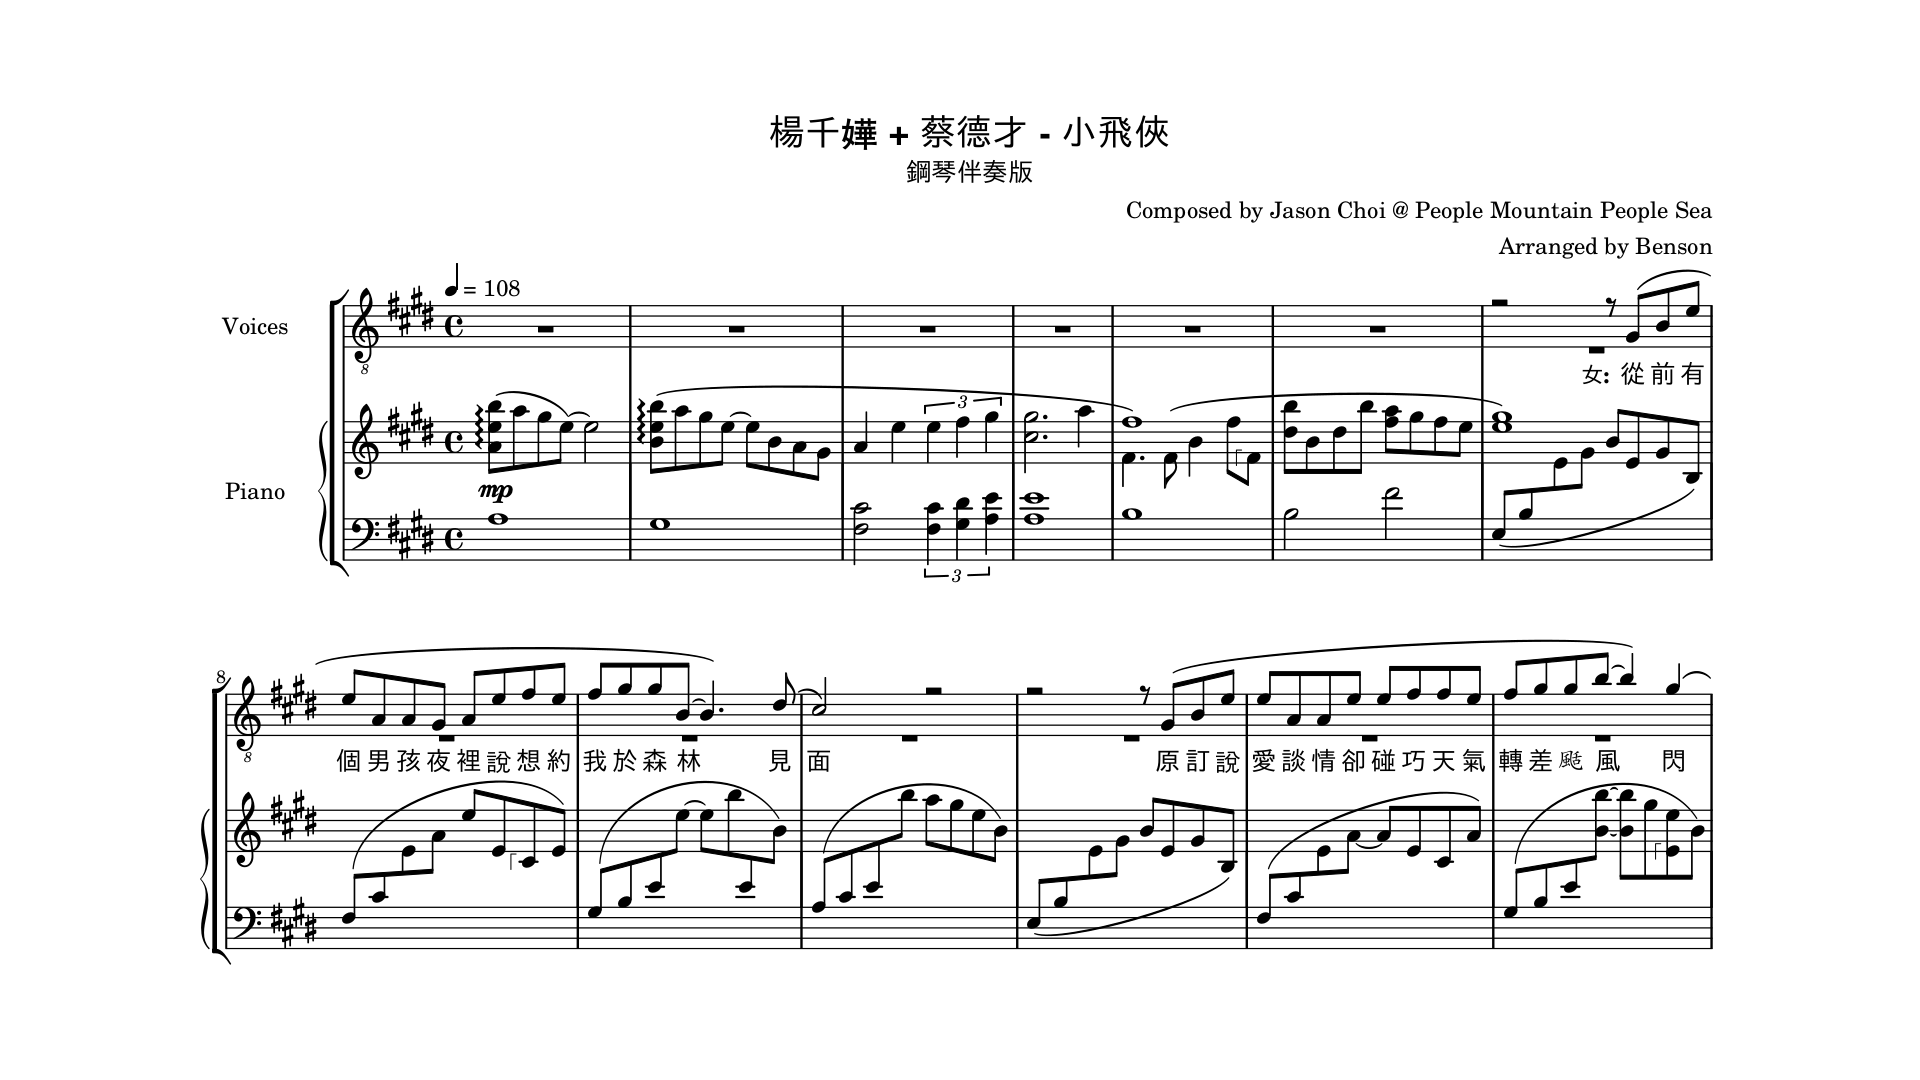 楊千嬅 + 蔡德才 - 小飛俠
鋼琴伴奏版
Composed by Jason Choi @ People Mountain People Sea
Arranged by Benson
= 108
Voices
8
女: 從 前 有
3
Piano
mp
3
8
8
個 男 孩 夜 裡 說 想 約 我 於 森 林 見 面 原 訂 說 愛 談 情 卻 碰 巧 天 氣 轉 差 颱 風 閃